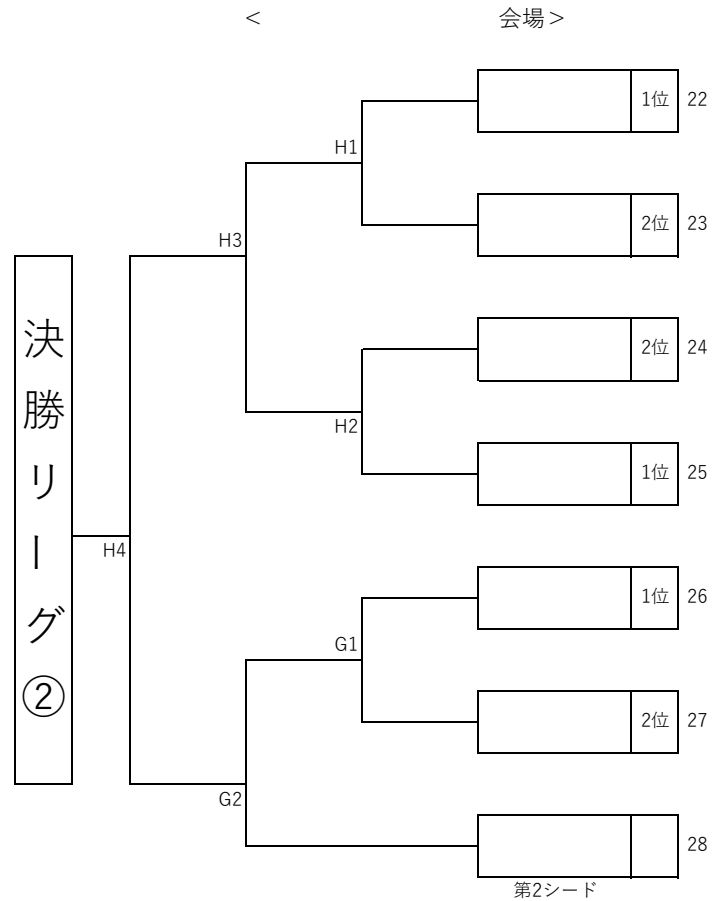 ＜　　　　　　　　　　会場＞
1位 22
H1
2位 23
H3
2位 24
H2
1位 25
決勝リーグ②
H4
1位 26
G1
2位 27
G2
28
第2シード